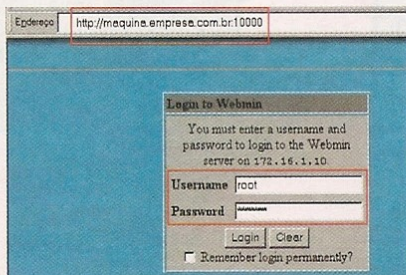 Endereço http://maquina.empresa.com.br:10000
Login to Webmin
You must enter a username and
password to login to the Webmin
server on 172.16.1.10.
Username root
Password *******
Login Clear
Remember login permanently?